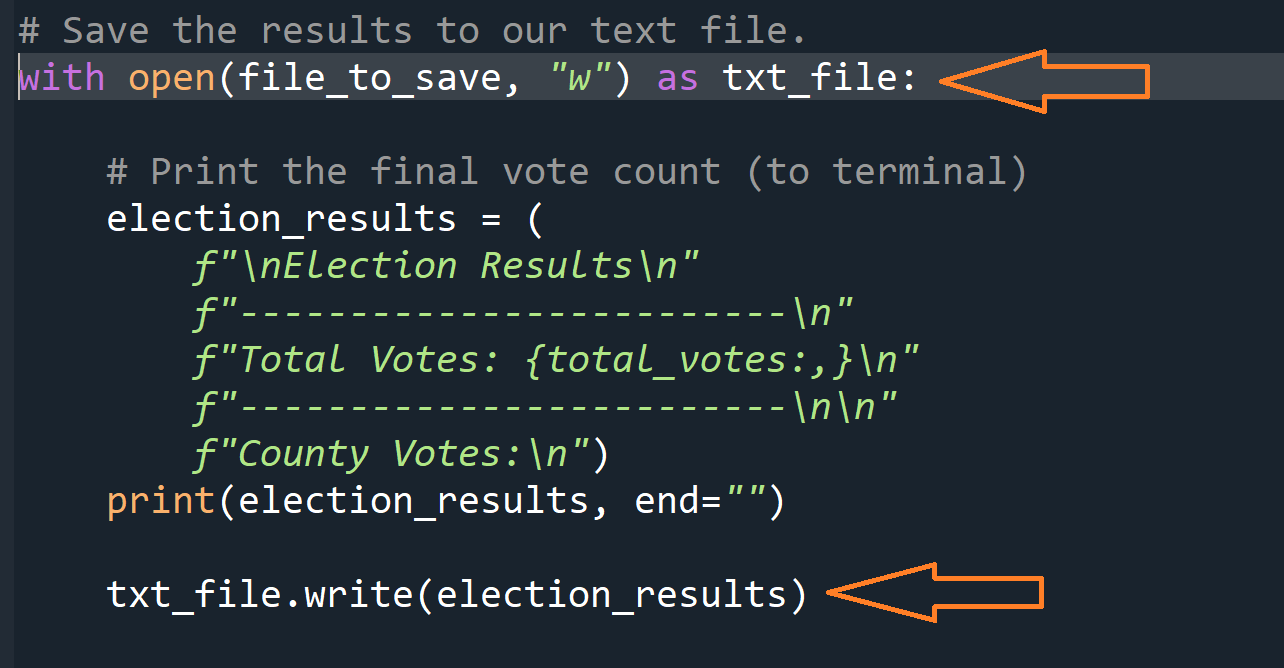 # Save the results to our text file.
with open(file_to_save, "w") as txt_file:
# Print the final vote count (to terminal)
election_results = (
f"\nElection Results\n"
f"-------------------------\n"
f"Total Votes: {total_votes:,}\n"
f"-------------------------\n\n"
f"County Votes:\n")
print(election_results, end="")
txt_file.write(election_results)